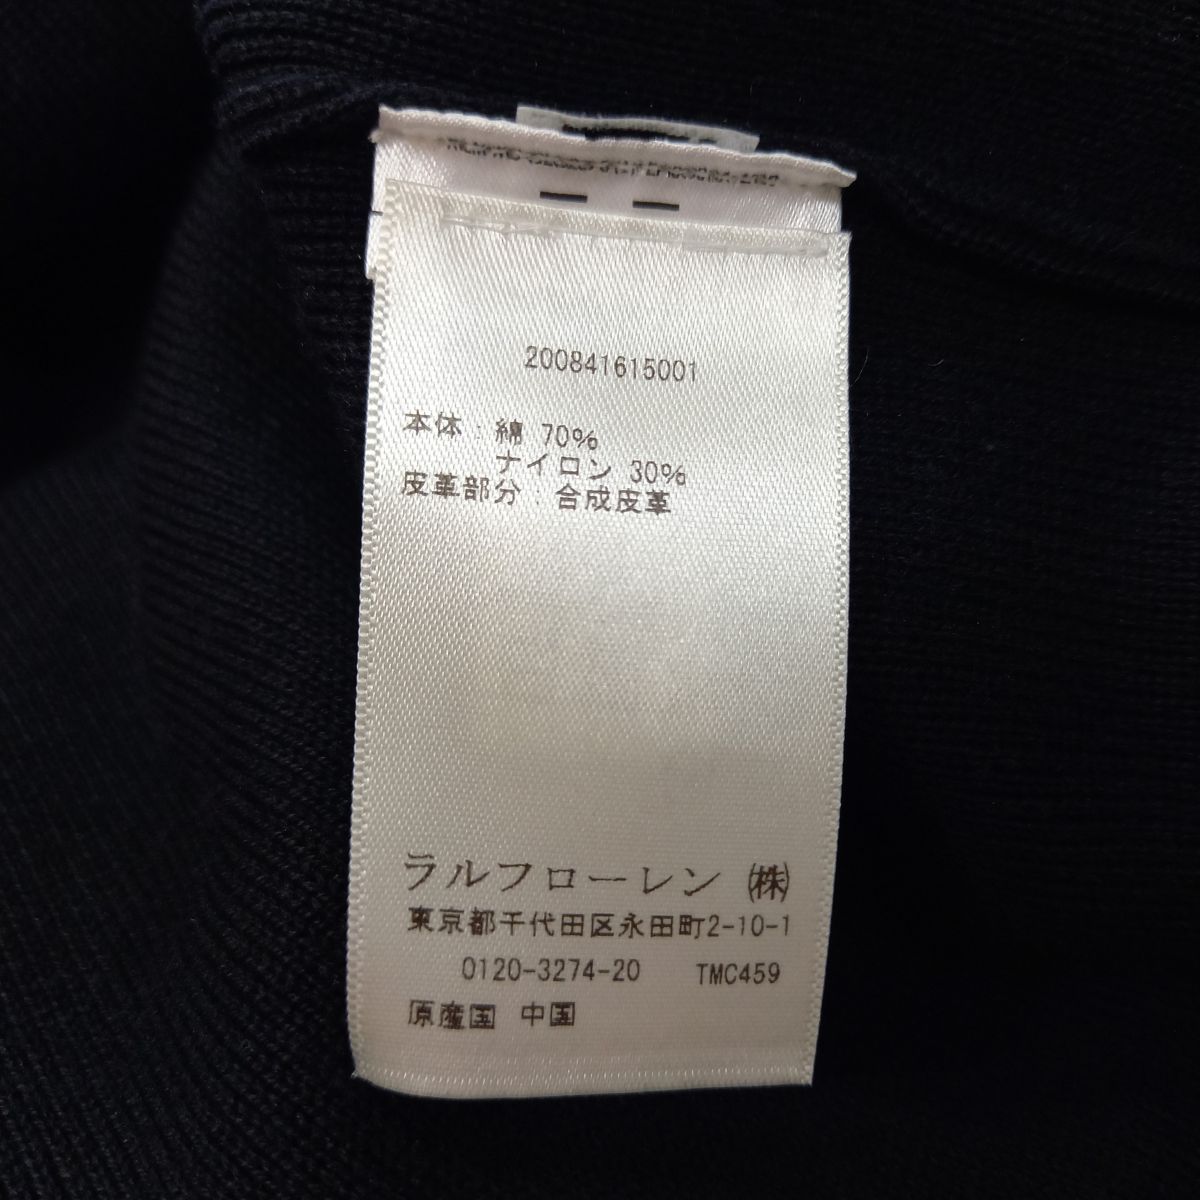 200841615001
本体：綿 70%
ナイロン 30%
皮革部分：合成皮革
ラルフローレン ㈱
東京都千代田区永田町2-10-1
0120-3274-20 TMC459
原産国 中国